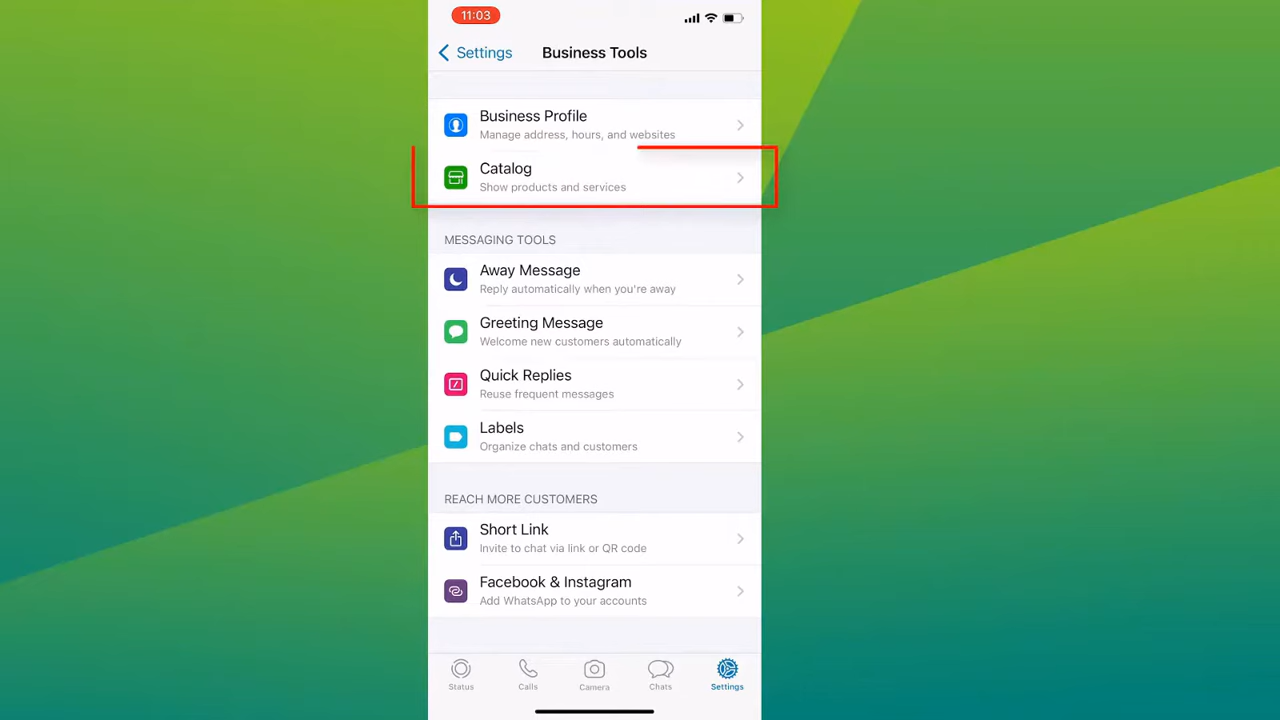 11:03
Settings
Business Tools
Business Profile
Manage address, hours, and websites
Catalog
Show products and services
MESSAGING TOOLS
Away Message
Reply automatically when you're away
Greeting Message
Welcome new customers automatically
Quick Replies
Reuse frequent messages
Labels
Organize chats and customers
REACH MORE CUSTOMERS
Short Link
Invite to chat via link or QR code
Facebook & Instagram
Add WhatsApp to your accounts
Status
Calls
Camera
Chats
Settings